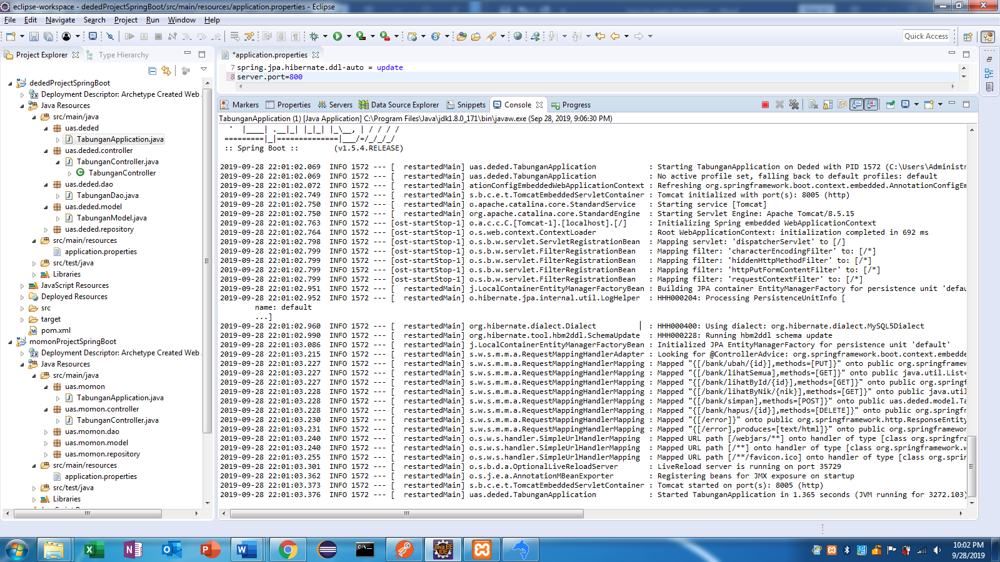 eclipse-workspace - dededProjectSpringBoot/src/main/resources/application.properties - Eclipse
File Edit Navigate Search Project Run Window Help
Quick Access
Project Explorer
Type Hierarchy
dededProjectSpringBoot
Deployment Descriptor: Archetype Created Web
Java Resources
src/main/java
uas.deded
TabunganApplication.java
uas.deded.controller
TabunganController.java
TabunganController
uas.deded.dao
TabunganDao.java
uas.deded.model
TabunganModel.java
uas.deded.repository
src/main/resources
application.properties
src/test/java
Libraries
JavaScript Resources
Deployed Resources
src
target
pom.xml
momonProjectSpringBoot
Deployment Descriptor: Archetype Created Web
Java Resources
src/main/java
uas.momon
TabunganApplication.java
uas.momon.controller
TabunganController.java
uas.momon.dao
uas.momon.model
uas.momon.repository
src/main/resources
application.properties
src/test/java
Libraries
*application.properties
7 spring.jpa.hibernate.ddl-auto = update
8 server.port=800
Markers Properties Servers Data Source Explorer Snippets Console Progress
TabunganApplication (1) [Java Application] C:\Program Files\Java\jdk1.8.0_171\bin\javaw.exe (Sep 28, 2019, 9:06:30 PM)
'  |____| .__|_| |_|_| |_\__, | / / / /
=========|_|==============|___/=/_/_/_/
:: Spring Boot ::        (v1.5.4.RELEASE)
2019-09-28 22:01:02.069  INFO 1572 --- [  restartedMain] uas.deded.TabunganApplication            : Starting TabunganApplication on Deded with PID 1572 (C:\Users\Administr
2019-09-28 22:01:02.069  INFO 1572 --- [  restartedMain] uas.deded.TabunganApplication            : No active profile set, falling back to default profiles: default
2019-09-28 22:01:02.072  INFO 1572 --- [  restartedMain] ationConfigEmbeddedWebApplicationContext : Refreshing org.springframework.boot.context.embedded.AnnotationConfigEm
2019-09-28 22:01:02.749  INFO 1572 --- [  restartedMain] s.b.c.e.t.TomcatEmbeddedServletContainer : Tomcat initialized with port(s): 8005 (http)
2019-09-28 22:01:02.750  INFO 1572 --- [  restartedMain] o.apache.catalina.core.StandardService   : Starting service [Tomcat]
2019-09-28 22:01:02.750  INFO 1572 --- [  restartedMain] org.apache.catalina.core.StandardEngine  : Starting Servlet Engine: Apache Tomcat/8.5.15
2019-09-28 22:01:02.763  INFO 1572 --- [ost-startStop-1] o.a.c.c.C.[Tomcat-1].[localhost].[/]     : Initializing Spring embedded WebApplicationContext
2019-09-28 22:01:02.764  INFO 1572 --- [ost-startStop-1] o.s.web.context.ContextLoader            : Root WebApplicationContext: initialization completed in 692 ms
2019-09-28 22:01:02.798  INFO 1572 --- [ost-startStop-1] o.s.b.w.servlet.ServletRegistrationBean  : Mapping servlet: 'dispatcherServlet' to [/]
2019-09-28 22:01:02.799  INFO 1572 --- [ost-startStop-1] o.s.b.w.servlet.FilterRegistrationBean   : Mapping filter: 'characterEncodingFilter' to: [/*]
2019-09-28 22:01:02.799  INFO 1572 --- [ost-startStop-1] o.s.b.w.servlet.FilterRegistrationBean   : Mapping filter: 'hiddenHttpMethodFilter' to: [/*]
2019-09-28 22:01:02.799  INFO 1572 --- [ost-startStop-1] o.s.b.w.servlet.FilterRegistrationBean   : Mapping filter: 'httpPutFormContentFilter' to: [/*]
2019-09-28 22:01:02.799  INFO 1572 --- [ost-startStop-1] o.s.b.w.servlet.FilterRegistrationBean   : Mapping filter: 'requestContextFilter' to: [/*]
2019-09-28 22:01:02.951  INFO 1572 --- [  restartedMain] j.LocalContainerEntityManagerFactoryBean : Building JPA container EntityManagerFactory for persistence unit 'defau
2019-09-28 22:01:02.952  INFO 1572 --- [  restartedMain] o.hibernate.jpa.internal.util.LogHelper  : HHH000204: Processing PersistenceUnitInfo [
name: default
...]
2019-09-28 22:01:02.960  INFO 1572 --- [  restartedMain] org.hibernate.dialect.Dialect            : HHH000400: Using dialect: org.hibernate.dialect.MySQL5Dialect
2019-09-28 22:01:02.990  INFO 1572 --- [  restartedMain] org.hibernate.tool.hbm2ddl.SchemaUpdate  : HHH000228: Running hbm2ddl schema update
2019-09-28 22:01:03.086  INFO 1572 --- [  restartedMain] j.LocalContainerEntityManagerFactoryBean : Initialized JPA EntityManagerFactory for persistence unit 'default'
2019-09-28 22:01:03.215  INFO 1572 --- [  restartedMain] s.w.s.m.m.a.RequestMappingHandlerAdapter : Looking for @ControllerAdvice: org.springframework.boot.context.embedde
2019-09-28 22:01:03.227  INFO 1572 --- [  restartedMain] s.w.s.m.m.a.RequestMappingHandlerMapping : Mapped "{[/bank/ubah/{id}],methods=[PUT]}" onto public org.springframew
2019-09-28 22:01:03.227  INFO 1572 --- [  restartedMain] s.w.s.m.m.a.RequestMappingHandlerMapping : Mapped "{[/bank/lihatSemua],methods=[GET]}" onto public java.util.List<
2019-09-28 22:01:03.227  INFO 1572 --- [  restartedMain] s.w.s.m.m.a.RequestMappingHandlerMapping : Mapped "{[/bank/lihatById/{id}],methods=[GET]}" onto public org.springf
2019-09-28 22:01:03.228  INFO 1572 --- [  restartedMain] s.w.s.m.m.a.RequestMappingHandlerMapping : Mapped "{[/bank/lihatByNik/{nik}],methods=[GET]}" onto public java.util
2019-09-28 22:01:03.228  INFO 1572 --- [  restartedMain] s.w.s.m.m.a.RequestMappingHandlerMapping : Mapped "{[/bank/simpan],methods=[POST]}" onto public uas.deded.model.Ta
2019-09-28 22:01:03.228  INFO 1572 --- [  restartedMain] s.w.s.m.m.a.RequestMappingHandlerMapping : Mapped "{[/bank/hapus/{id}],methods=[DELETE]}" onto public org.springfr
2019-09-28 22:01:03.230  INFO 1572 --- [  restartedMain] s.w.s.m.m.a.RequestMappingHandlerMapping : Mapped "{[/error]}" onto public org.springframework.http.ResponseEntity
2019-09-28 22:01:03.231  INFO 1572 --- [  restartedMain] s.w.s.m.m.a.RequestMappingHandlerMapping : Mapped "{[/error],produces=[text/html]}" onto public org.springframewor
2019-09-28 22:01:03.240  INFO 1572 --- [  restartedMain] o.s.w.s.handler.SimpleUrlHandlerMapping  : Mapped URL path [/webjars/**] onto handler of type [class org.springfra
2019-09-28 22:01:03.240  INFO 1572 --- [  restartedMain] o.s.w.s.handler.SimpleUrlHandlerMapping  : Mapped URL path [/**] onto handler of type [class org.springframework.w
2019-09-28 22:01:03.255  INFO 1572 --- [  restartedMain] o.s.w.s.handler.SimpleUrlHandlerMapping  : Mapped URL path [/**/favicon.ico] onto handler of type [class org.sprin
2019-09-28 22:01:03.301  INFO 1572 --- [  restartedMain] o.s.b.d.a.OptionalLiveReloadServer       : LiveReload server is running on port 35729
2019-09-28 22:01:03.362  INFO 1572 --- [  restartedMain] o.s.j.e.a.AnnotationMBeanExporter        : Registering beans for JMX exposure on startup
2019-09-28 22:01:03.373  INFO 1572 --- [  restartedMain] s.b.c.e.t.TomcatEmbeddedServletContainer : Tomcat started on port(s): 8005 (http)
2019-09-28 22:01:03.376  INFO 1572 --- [  restartedMain] uas.deded.TabunganApplication            : Started TabunganApplication in 1.365 seconds (JVM running for 3272.103)
10:02 PM
9/28/2019